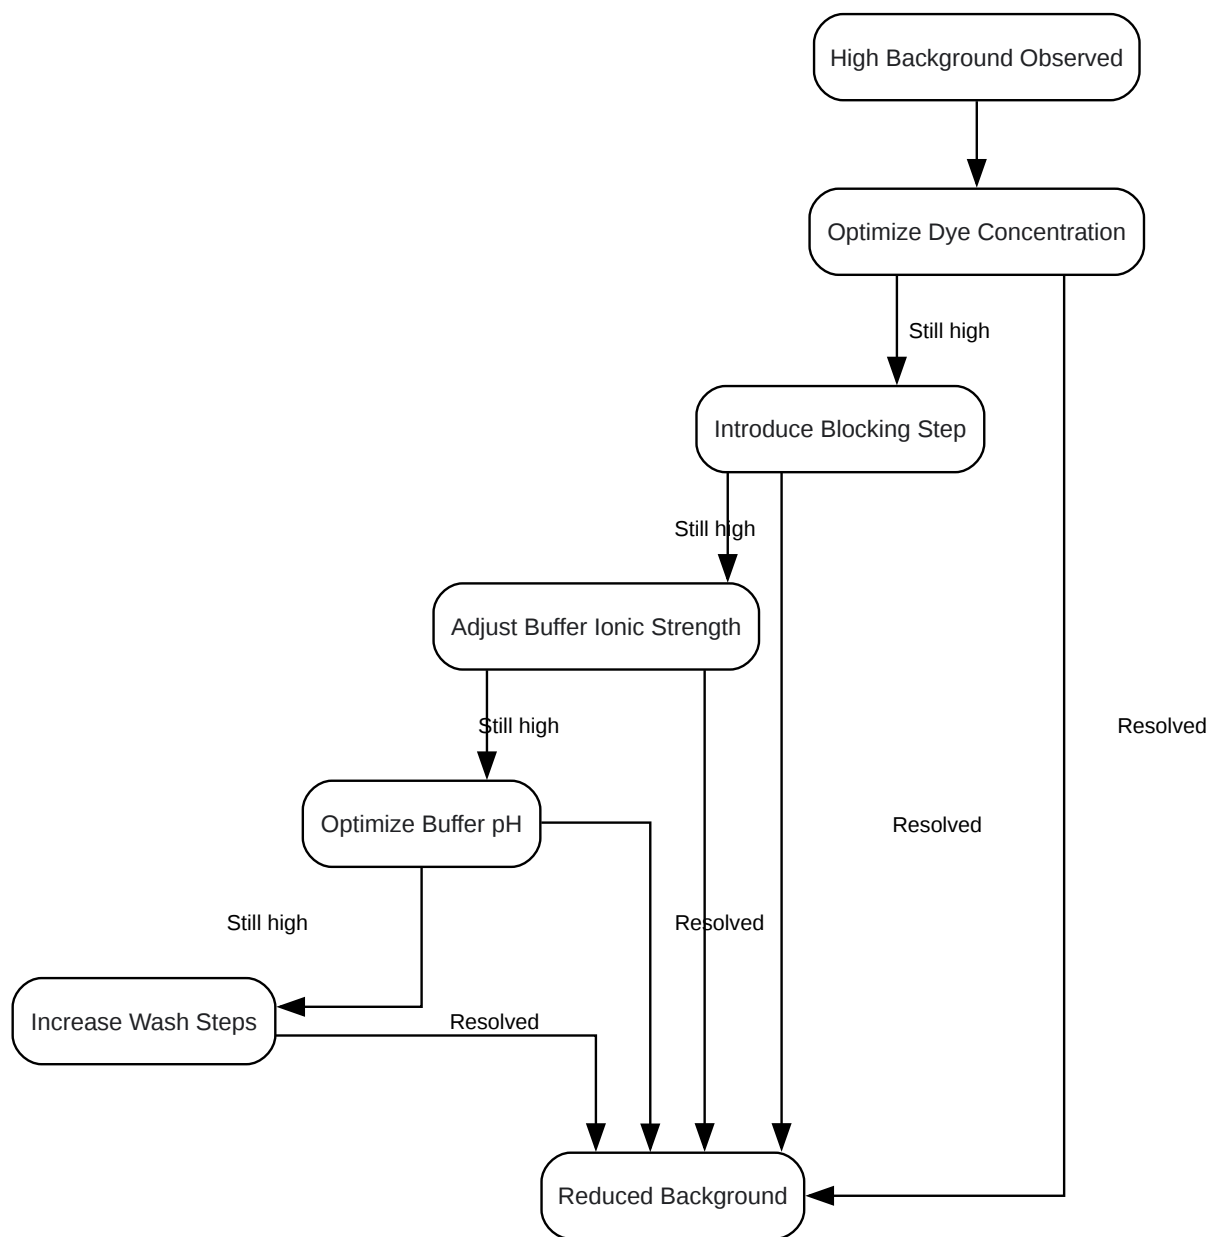 High Background Observed
Optimize Dye Concentration
Still high
Introduce Blocking Step
Still high
Adjust Buffer Ionic Strength
Still high
Resolved
Optimize Buffer pH
Resolved
Still high
Resolved
Increase Wash Steps
Resolved
Reduced Background